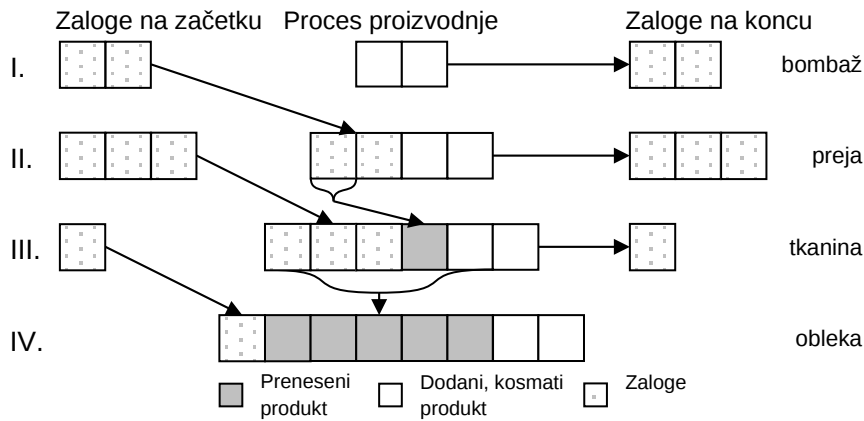 Zaloge na začetku Proces proizvodnje Zaloge na koncu
I. bombaž
II. preja
III. tkanina
IV. obleka
Preneseni produkt
Dodani, kosmati produkt
Zaloge